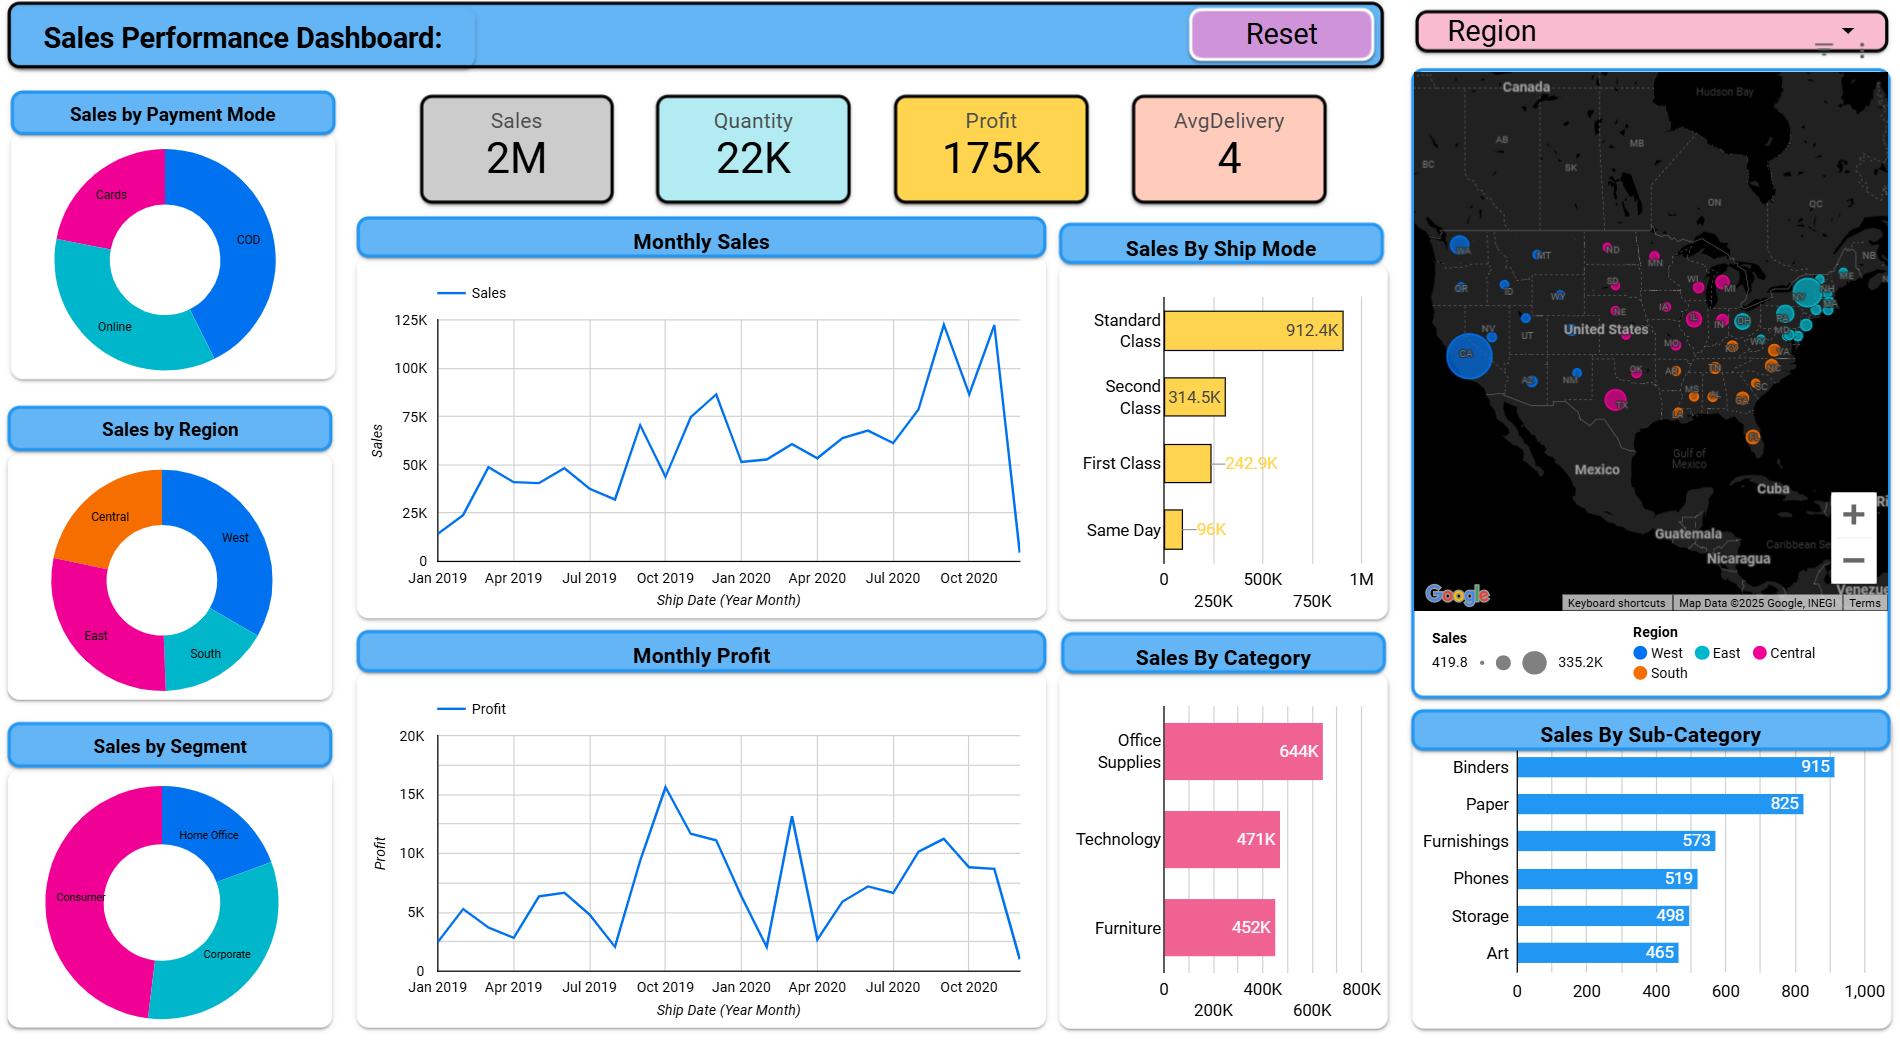 Sales Performance Dashboard:
Reset
Region
Sales by Payment Mode
Cards
COD
Online
Sales by Region
Central
West
East
South
Sales by Segment
Home Office
Consumer
Corporate
Sales
2M
Quantity
22K
Profit
175K
AvgDelivery
4
Monthly Sales
Sales
125K
100K
75K
50K
25K
0
Sales
Jan 2019
Apr 2019
Jul 2019
Oct 2019
Jan 2020
Apr 2020
Jul 2020
Oct 2020
Ship Date (Year Month)
Monthly Profit
Profit
20K
15K
10K
5K
0
Profit
Jan 2019
Apr 2019
Jul 2019
Oct 2019
Jan 2020
Apr 2020
Jul 2020
Oct 2020
Ship Date (Year Month)
Sales By Ship Mode
Standard
Class
912.4K
Second
Class
314.5K
First Class
242.9K
Same Day
96K
0
250K
500K
750K
1M
Sales By Category
Office
Supplies
644K
Technology
471K
Furniture
452K
0
200K
400K
600K
800K
Canada
Hudson Bay
AB
MB
BC
SK
ON
QC
NB
WA
MT
ND
MN
ME
OR
ID
WY
SD
WI
MI
NY
NH
MA
NV
UT
NE
IA
IL
IN
OH
PA
MD
United States
CA
MO
KY
WV
VA
AZ
NM
OK
AR
TN
NC
MS
AL
SC
GA
TX
LA
FL
Gulf of
Mexico
Mexico
Cuba
Guatemala
Caribbean Se
Nicaragua
Venezue
Ri
Google
Keyboard shortcuts
Map Data ©2025 Google, INEGI
Terms
Sales
419.8
335.2K
Region
West
East
Central
South
Sales By Sub-Category
Binders
915
Paper
825
Furnishings
573
Phones
519
Storage
498
Art
465
0
200
400
600
800
1,000